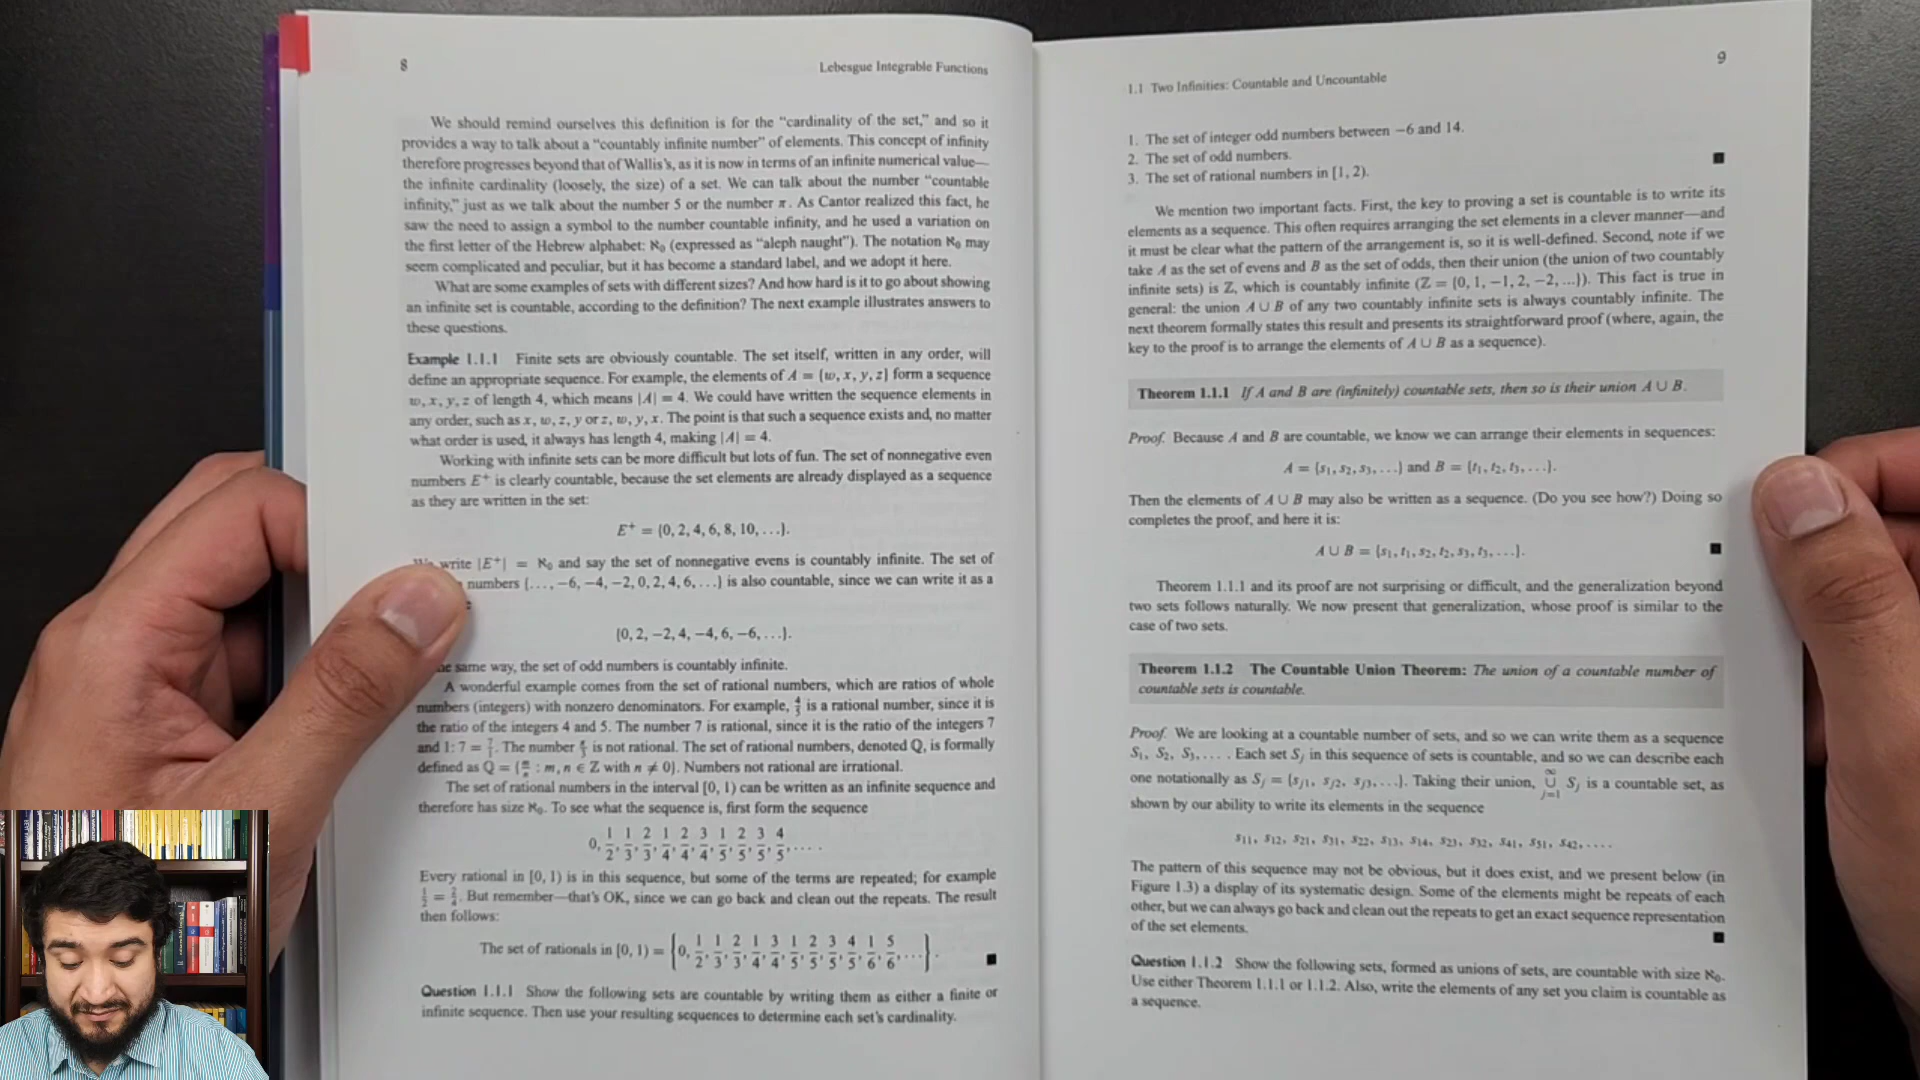 8
Lebesgue Integrable Functions
We should remind ourselves this definition is for the “cardinality of the set,” and so it
provides a way to talk about a “countably infinite number” of elements. This concept of infinity
therefore progresses beyond that of Wallis’s, as it is now in terms of an infinite numerical value—
the infinite cardinality (loosely, the size) of a set. We can talk about the number “countable
infinity,” just as we talk about the number 5 or the number π. As Cantor realized this fact, he
saw the need to assign a symbol to the number countable infinity, and he used a variation on
the first letter of the Hebrew alphabet: ℵ₀ (expressed as “aleph naught”). The notation ℵ₀ may
seem complicated and peculiar, but it has become a standard label, and we adopt it here.
What are some examples of sets with different sizes? And how hard is it to go about showing
an infinite set is countable, according to the definition? The next example illustrates answers to
these questions.
Example 1.1.1 Finite sets are obviously countable. The set itself, written in any order, will
define an appropriate sequence. For example, the elements of A = {w, x, y, z} form a sequence
w, x, y, z of length 4, which means |A| = 4. We could have written the sequence elements in
any order, such as x, w, z, y or z, w, y, x. The point is that such a sequence exists and, no matter
what order is used, it always has length 4, making |A| = 4.
Working with infinite sets can be more difficult but lots of fun. The set of nonnegative even
numbers E⁺ is clearly countable, because the set elements are already displayed as a sequence
as they are written in the set:
E⁺ = {0, 2, 4, 6, 8, 10, …}.
write |E⁺| = ℵ₀ and say the set of nonnegative evens is countably infinite. The set of
numbers {…, −6, −4, −2, 0, 2, 4, 6, …} is also countable, since we can write it as a
{0, 2, −2, 4, −4, 6, −6, …}.
same way, the set of odd numbers is countably infinite.
A wonderful example comes from the set of rational numbers, which are ratios of whole
numbers (integers) with nonzero denominators. For example, 4/5 is a rational number, since it is
the ratio of the integers 4 and 5. The number 7 is rational, since it is the ratio of the integers 7
and 1: 7 = 7/1. The number π/3 is not rational. The set of rational numbers, denoted Q, is formally
defined as Q = {m/n : m, n ∈ Z with n ≠ 0}. Numbers not rational are irrational.
The set of rational numbers in the interval [0, 1) can be written as an infinite sequence and
therefore has size ℵ₀. To see what the sequence is, first form the sequence
0, 1/2, 1/3, 2/3, 1/4, 2/4, 3/4, 1/5, 2/5, 3/5, 4/5, ….
Every rational in [0, 1) is in this sequence, but some of the terms are repeated; for example
1/2 = 2/4. But remember—that’s OK, since we can go back and clean out the repeats. The result
then follows:
The set of rationals in [0, 1) = {0, 1/2, 1/3, 2/3, 1/4, 3/4, 1/5, 2/5, 3/5, 4/5, 1/6, 5/6, …}.
Question 1.1.1 Show the following sets are countable by writing them as either a finite or
infinite sequence. Then use your resulting sequences to determine each set’s cardinality.
1.1 Two Infinities: Countable and Uncountable
9
1. The set of integer odd numbers between −6 and 14.
2. The set of odd numbers.
3. The set of rational numbers in [1, 2).
We mention two important facts. First, the key to proving a set is countable is to write its
elements as a sequence. This often requires arranging the set elements in a clever manner—and
it must be clear what the pattern of the arrangement is, so it is well-defined. Second, note if we
take A as the set of evens and B as the set of odds, then their union (the union of two countably
infinite sets) is Z, which is countably infinite (Z = {0, 1, −1, 2, −2, …}). This fact is true in
general: the union A ∪ B of any two countably infinite sets is always countably infinite. The
next theorem formally states this result and presents its straightforward proof (where, again, the
key to the proof is to arrange the elements of A ∪ B as a sequence).
Theorem 1.1.1 If A and B are (infinitely) countable sets, then so is their union A ∪ B.
Proof. Because A and B are countable, we know we can arrange their elements in sequences:
A = {s₁, s₂, s₃, …} and B = {t₁, t₂, t₃, …}.
Then the elements of A ∪ B may also be written as a sequence. (Do you see how?) Doing so
completes the proof, and here it is:
A ∪ B = {s₁, t₁, s₂, t₂, s₃, t₃, …}.
Theorem 1.1.1 and its proof are not surprising or difficult, and the generalization beyond
two sets follows naturally. We now present that generalization, whose proof is similar to the
case of two sets.
Theorem 1.1.2 The Countable Union Theorem: The union of a countable number of
countable sets is countable.
Proof. We are looking at a countable number of sets, and so we can write them as a sequence
S₁, S₂, S₃, …. Each set Sⱼ in this sequence of sets is countable, and so we can describe each
one notationally as Sⱼ = {sⱼ₁, sⱼ₂, sⱼ₃, …}. Taking their union, ∞∪j=1 Sⱼ is a countable set, as
shown by our ability to write its elements in the sequence
s₁₁, s₁₂, s₂₁, s₃₁, s₂₂, s₁₃, s₁₄, s₂₃, s₃₂, s₄₁, s₅₁, s₄₂, ….
The pattern of this sequence may not be obvious, but it does exist, and we present below (in
Figure 1.3) a display of its systematic design. Some of the elements might be repeats of each
other, but we can always go back and clean out the repeats to get an exact sequence representation
of the set elements.
Question 1.1.2 Show the following sets, formed as unions of sets, are countable with size ℵ₀.
Use either Theorem 1.1.1 or 1.1.2. Also, write the elements of any set you claim is countable as
a sequence.